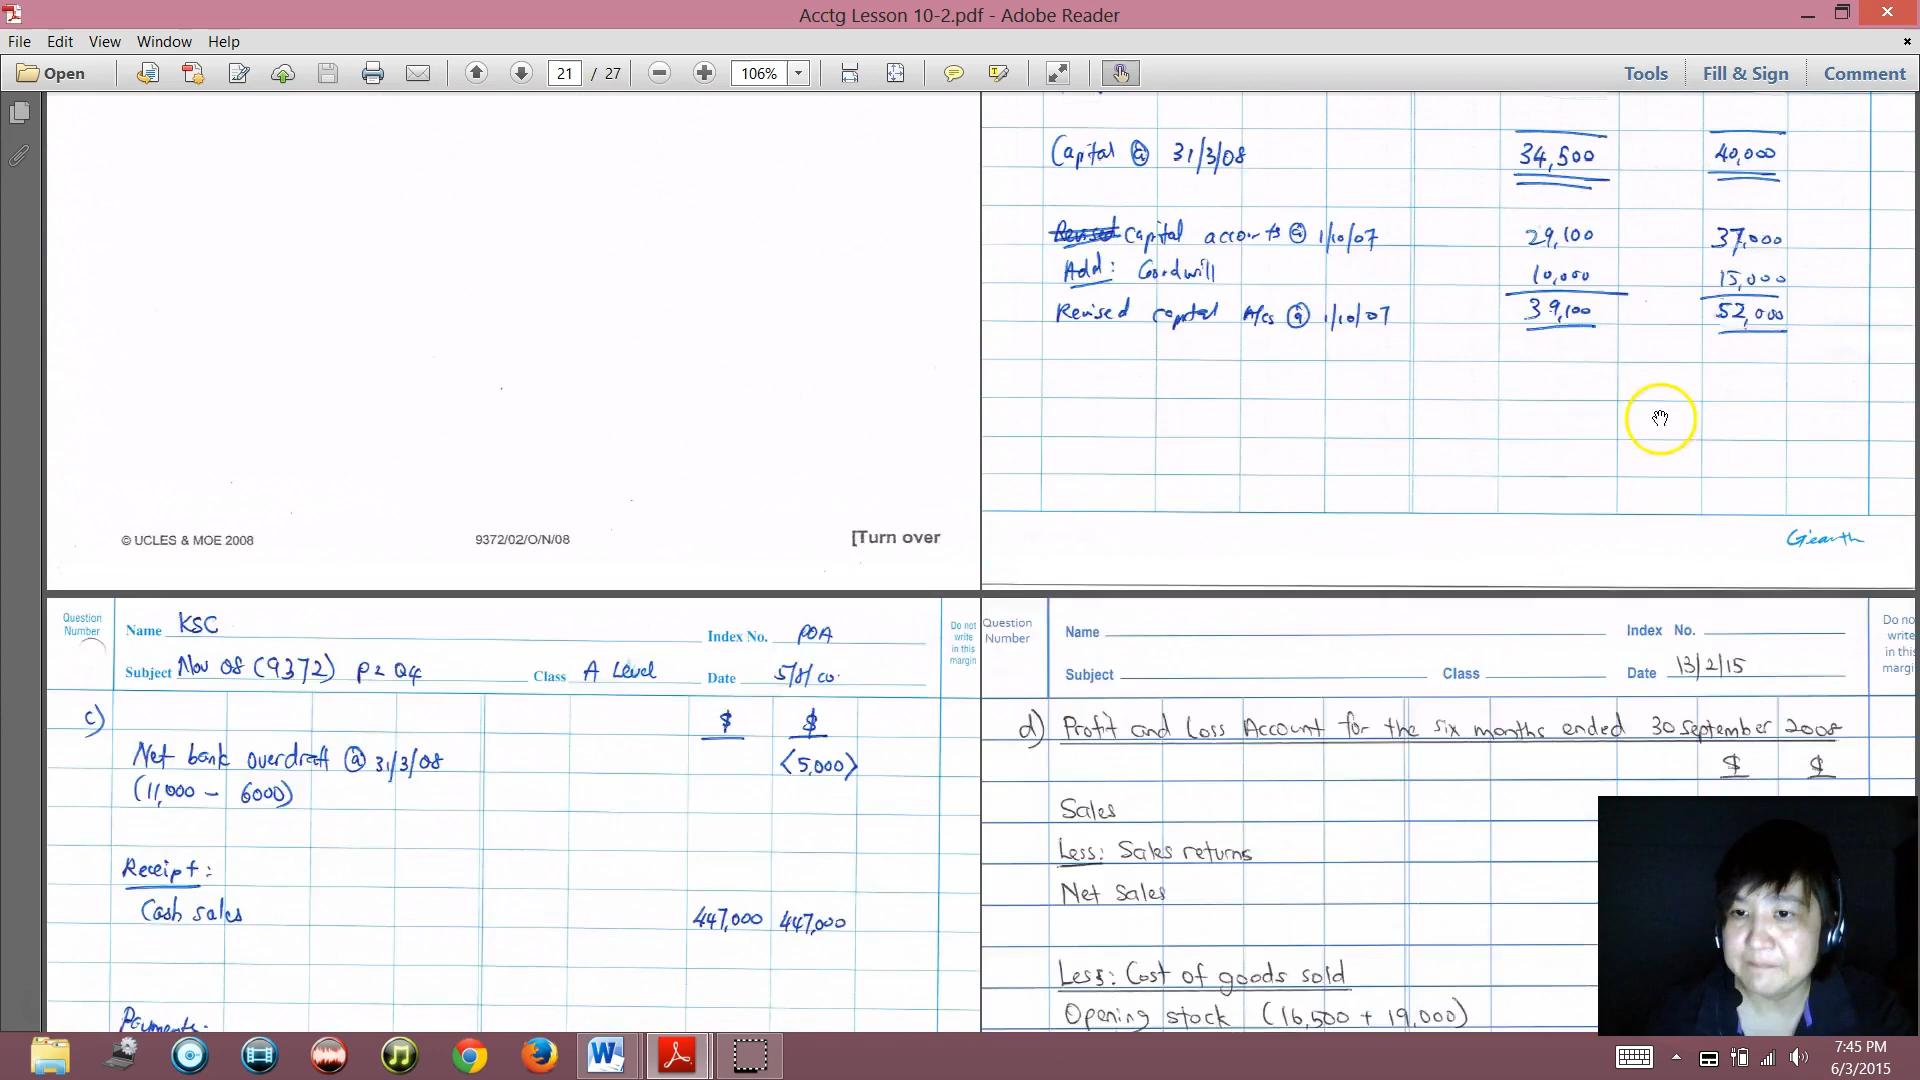 Acctg Lesson 10-2.pdf - Adobe Reader
File Edit View Window Help
Open 21 / 27 106% Tools Fill & Sign Comment
Capital @ 31/3/08 34,500 40,000
Capital accounts @ 1/10/07 29,100 37,000
Add: Goodwill 10,000 15,000
Revised capital A/cs @ 1/10/07 39,100 52,000
© UCLES & MOE 2008 9372/02/O/N/08 [Turn over
Question Number
Name KSC
Index No. POA
Subject Nov 08 (9372) P2 Q4 Class A Level Date
Do not write in this margin
c) $ $
Net bank overdraft @ 31/3/08 <5,000>
(11,000 - 6000)
Receipt:
Cash sales 447,000 447,000
Payments:
Question Number
Name
Index No.
Subject Class Date 13/2/15
Do no
write
in this
margi
d) Profit and Loss Account for the six months ended 30 September 2008
$ $
Sales
Less: Sales returns
Net Sales
Less: Cost of goods sold
Opening stock (16,500 + 19,000)
7:45 PM
6/3/2015